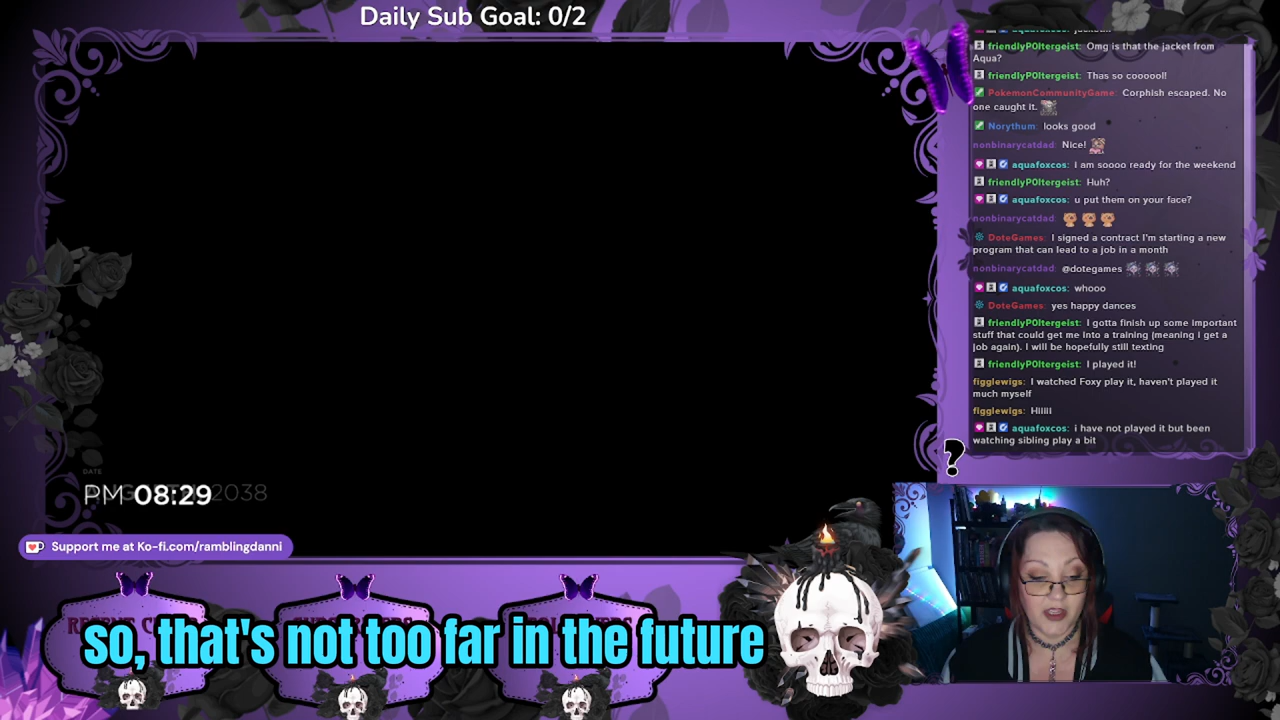 Daily Sub Goal: 0/2
friendlyP0ltergeist: Omg is that the jacket from
Aqua?
friendlyP0ltergeist: Thas so coooool!
PokemonCommunityGame: Corphish escaped. No
one caught it.
Norythum: looks good
nonbinarycatdad: Nice!
aquafoxcos: i am soooo ready for the weekend
friendlyP0ltergeist: Huh?
aquafoxcos: u put them on your face?
nonbinarycatdad:
DoteGames: I signed a contract I'm starting a new
program that can lead to a job in a month
nonbinarycatdad: @dotegames
aquafoxcos: whooo
DoteGames: yes happy dances
friendlyP0ltergeist: I gotta finish up some important
stuff that could get me into a training (meaning i get a
job again). I will be hopefully still texting
friendlyP0ltergeist: I played it!
figglewigs: I watched Foxy play it, haven't played it
much myself
figglewigs: Hiiiii
aquafoxcos: i have not played it but been
watching sibling play a bit
?
DATE
PM 08:29
2038
Support me at Ko-fi.com/ramblingdanni
so, that's not too far in the future